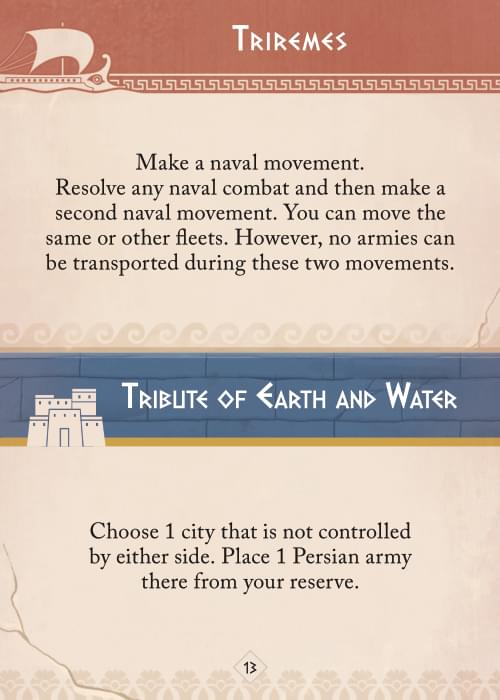 Triremes
Make a naval movement.
Resolve any naval combat and then make a
second naval movement. You can move the
same or other fleets. However, no armies can
be transported during these two movements.
Tribute of Earth and Water
Choose 1 city that is not controlled
by either side. Place 1 Persian army
there from your reserve.
13